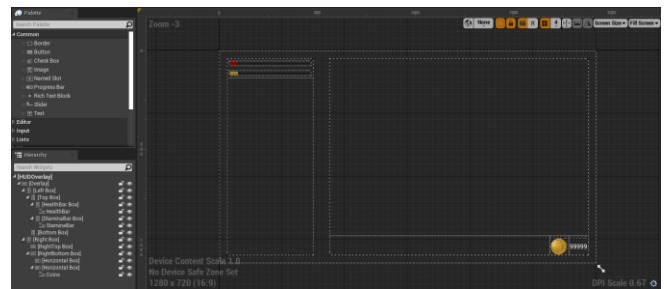 Palette
Search Palette
Common
Border
Button
Check Box
Image
Named Slot
Progress Bar
Rich Text Block
Slider
Text
Editor
Input
Lists
Hierarchy
Search Widgets
[HUDOverlay]
[Overlay]
[Left Box]
[Top Box]
[HealthBar Box]
HealthBar
[StaminaBar Box]
StaminaBar
[Bottom Box]
[Right Box]
[RightTop Box]
[RightBottom Box]
[Horizontal Box]
[Horizontal Box]
Coins
Zoom -3
None
R
Screen Size
Fill Screen
99999
Device Content Scale 1.0
No Device Safe Zone Set
1280 x 720 (16:9)
DPI Scale 0.67